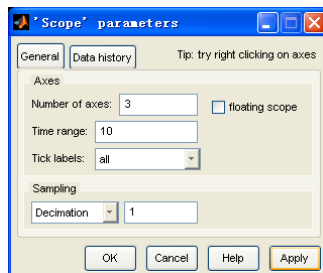 'Scope' parameters
General Data history Tip: try right clicking on axes
Axes
Number of axes: 3 floating scope
Time range: 10
Tick labels: all
Sampling
Decimation 1
OK Cancel Help Apply